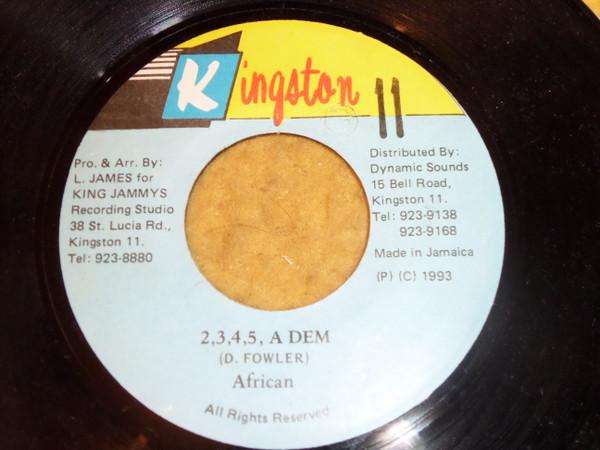 Kingston 11
Pro. & Arr. By:
L. JAMES for
KING JAMMYS
Recording Studio
38 St. Lucia Rd.,
Kingston 11.
Tel: 923-8880
Distributed By:
Dynamic Sounds
15 Bell Road,
Kingston 11.
Tel: 923-9138
923-9168
Made in Jamaica
(P) (C) 1993
2,3,4,5, A DEM
(D. FOWLER)
African
All Rights Reserved